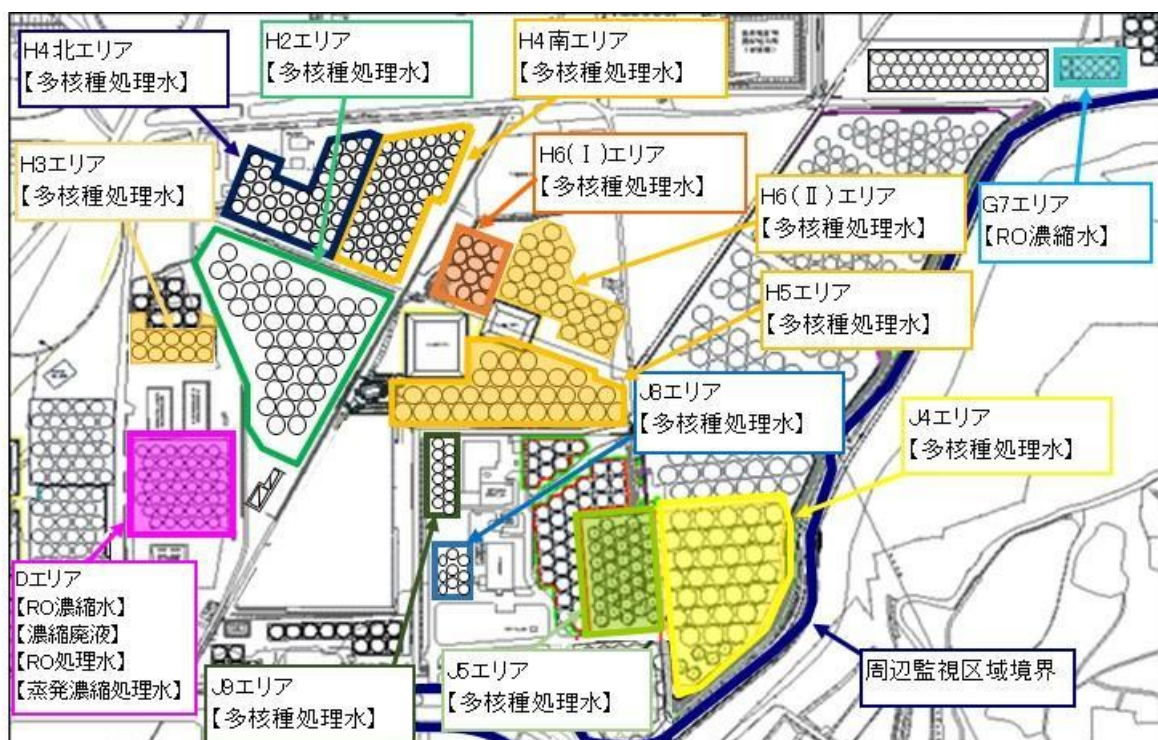 H4北エリア
【多核種処理水】
H2エリア
【多核種処理水】
H4南エリア
【多核種処理水】
H3エリア
【多核種処理水】
H6(Ⅰ)エリア
【多核種処理水】
H6(Ⅱ)エリア
【多核種処理水】
G7エリア
【RO濃縮水】
H5エリア
【多核種処理水】
J8エリア
【多核種処理水】
J4エリア
【多核種処理水】
Dエリア
【RO濃縮水】
【濃縮廃液】
【RO処理水】
【蒸発濃縮処理水】
J9エリア
【多核種処理水】
J5エリア
【多核種処理水】
周辺監視区域境界